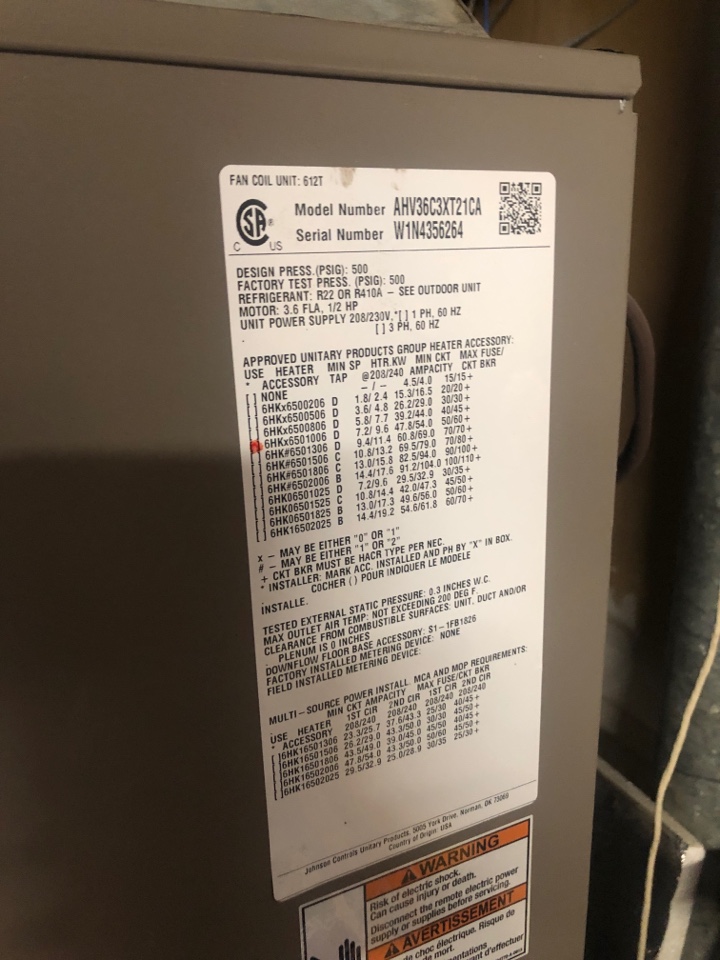 FAN COIL UNIT: 612T
C SA ® US
Model Number AHV36C3XT21CA
Serial Number W1N4356264
DESIGN PRESS.(PSIG): 500
FACTORY TEST PRESS. (PSIG): 500
REFRIGERANT: R22 OR R410A – SEE OUTDOOR UNIT
MOTOR: 3.6 FLA, 1/2 HP
UNIT POWER SUPPLY 208/230V.*[ ] 1 PH, 60 HZ
[ ] 3 PH, 60 HZ
APPROVED UNITARY PRODUCTS GROUP HEATER ACCESSORY:
USE HEATER MIN SP HTR.KW MIN CKT MAX FUSE/
* ACCESSORY TAP @208/240 AMPACITY CKT BKR
[ ] NONE – / – 4.5/4.0 15/15+
6HKx6500206 D 1.8/ 2.4 15.3/16.5 20/20+
6HKx6500506 D 3.6/ 4.8 26.2/29.0 30/30+
6HKx6500806 D 5.8/ 7.7 39.2/44.0 40/45+
6HKx6501006 D 7.2/ 9.6 47.8/54.0 50/60+
6HK#6501306 D 9.4/11.4 60.8/69.0 70/70+
6HK#6501506 C 10.8/13.2 69.5/79.0 70/80+
6HK#6501806 C 13.0/15.8 82.5/94.0 90/100+
6HK#6502006 B 14.4/17.6 91.2/104.0 100/110+
6HK06501025 D 7.2/9.6 29.5/32.9 30/35+
6HK06501525 C 10.8/14.4 42.0/47.3 45/50+
6HK06501825 B 13.0/17.3 49.6/56.0 50/60+
6HK16502025 B 14.4/19.2 54.6/61.8 60/70+
x – MAY BE EITHER "0" OR "1"
# – MAY BE EITHER "1" OR "2"
+ CKT BKR MUST BE HACR TYPE PER NEC.
* INSTALLER: MARK ACC. INSTALLED AND PH BY "X" IN BOX.
COCHER ( ) POUR INDIQUER LE MODELE
INSTALLE.
TESTED EXTERNAL STATIC PRESSURE: 0.3 INCHES W.C.
MAX OUTLET AIR TEMP: NOT EXCEEDING 200 DEG F.
CLEARANCE FROM COMBUSTIBLE SURFACES: UNIT, DUCT AND/OR
PLENUM IS 0 INCHES
DOWNFLOW FLOOR BASE ACCESSORY: S1–1FB1826
FACTORY INSTALLED METERING DEVICE: NONE
FIELD INSTALLED METERING DEVICE:
MULTI–SOURCE POWER INSTALL. MCA AND MOP REQUIREMENTS:
MIN CKT AMPACITY MAX FUSE/CKT BKR
USE HEATER 1ST CIR 2ND CIR 1ST CIR 2ND CIR
* ACCESSORY 208/240 208/240 208/240 208/240
[ ]6HK16501306 23.3/25.7 37.6/43.3 25/30 40/45+
[ ]6HK16501506 26.2/29.0 43.3/50.0 30/30 45/50+
[ ]6HK16501806 43.5/49.0 39.0/45.0 45/50 40/45+
[ ]6HK16502006 47.8/54.0 43.3/50.0 50/60 45/50+
[ ]6HK16502025 29.5/32.9 25.0/28.9 30/35 25/30+
Johnson Controls Unitary Products, 5005 York Drive, Norman, OK 73069
Country of Origin: USA
WARNING
Risk of electric shock.
Can cause injury or death.
Disconnect the remote electric power
supply or supplies before servicing.
AVERTISSEMENT
de choc électrique. Risque de
de mort.
d'effectuer